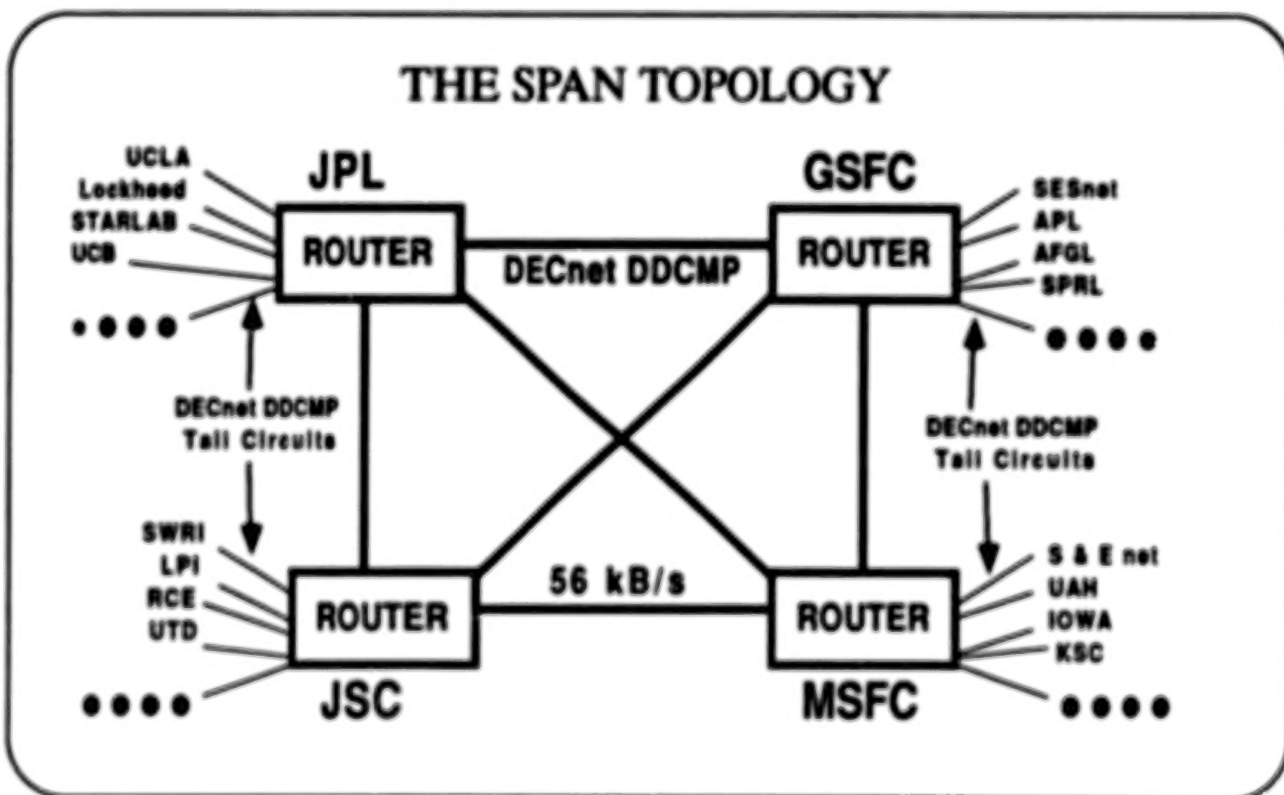 THE SPAN TOPOLOGY
UCLA
Lockheed
STARLAB
UCB
JPL
ROUTER
DECnet DDCMP
GSFC
ROUTER
SESnet
APL
AFGL
SPRL
DECnet DDCMP
Tail Circuits
DECnet DDCMP
Tail Circuits
SWRI
LPI
RCE
UTD
ROUTER
JSC
56 kB/s
ROUTER
MSFC
S & E net
UAH
IOWA
KSC